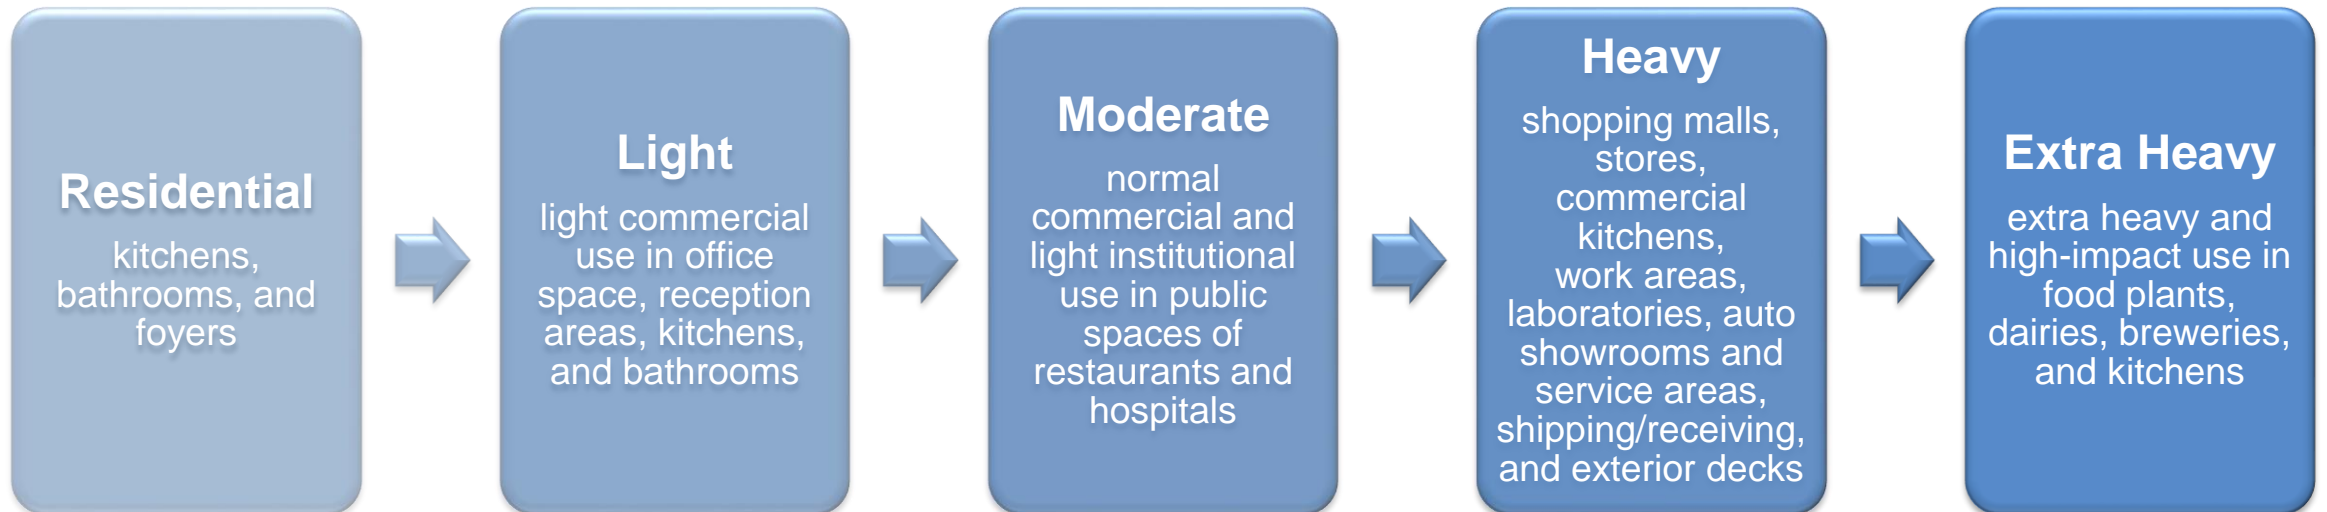 Residential
kitchens,
bathrooms, and
foyers
Light
light commercial
use in office
space, reception
areas, kitchens,
and bathrooms
Moderate
normal
commercial and
light institutional
use in public
spaces of
restaurants and
hospitals
Heavy
shopping malls,
stores,
commercial
kitchens,
work areas,
laboratories, auto
showrooms and
service areas,
shipping/receiving,
and exterior decks
Extra Heavy
extra heavy and
high-impact use in
food plants,
dairies, breweries,
and kitchens